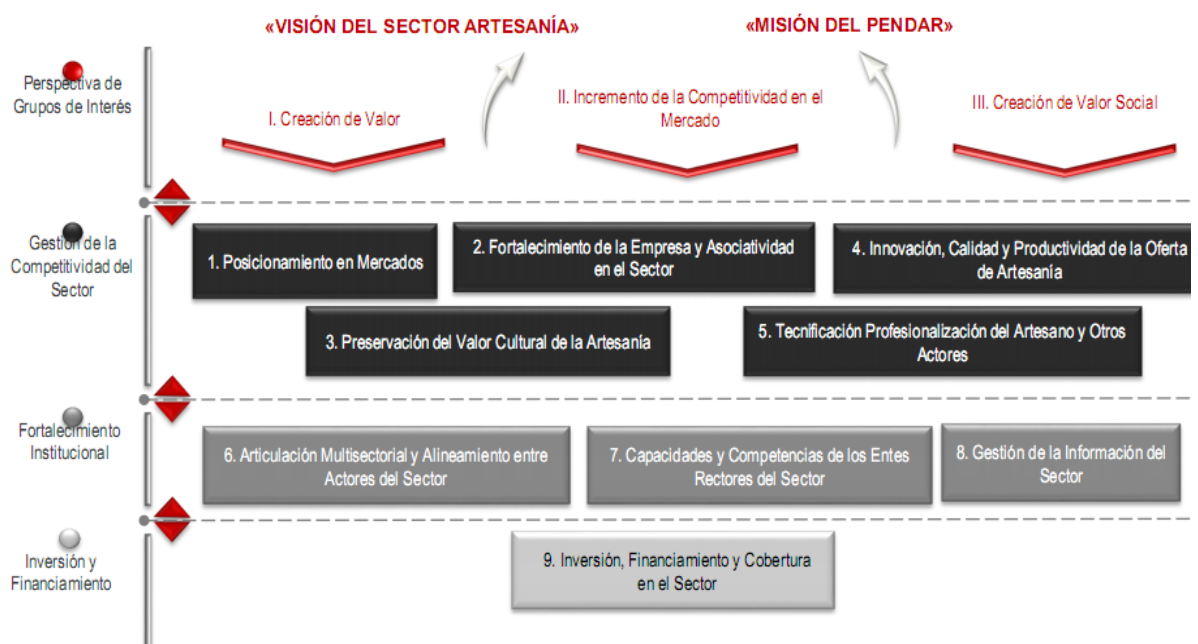 «VISIÓN DEL SECTOR ARTESANÍA»
«MISIÓN DEL PENDAR»
Perspectiva de
Grupos de Interés
I. Creación de Valor
II. Incremento de la Competitividad en el
Mercado
III. Creación de Valor Social
Gestión de la
Competitividad del
Sector
1. Posicionamiento en Mercados
2. Fortalecimiento de la Empresa y Asociatividad
en el Sector
4. Innovación, Calidad y Productividad de la Oferta
de Artesanía
3. Preservación del Valor Cultural de la Artesanía
5. Tecnificación Profesionalización del Artesano y Otros
Actores
Fortalecimiento
Institucional
6. Articulación Multisectorial y Alineamiento entre
Actores del Sector
7. Capacidades y Competencias de los Entes
Rectores del Sector
8. Gestión de la Información del
Sector
Inversión y
Financiamiento
9. Inversión, Financiamiento y Cobertura
en el Sector